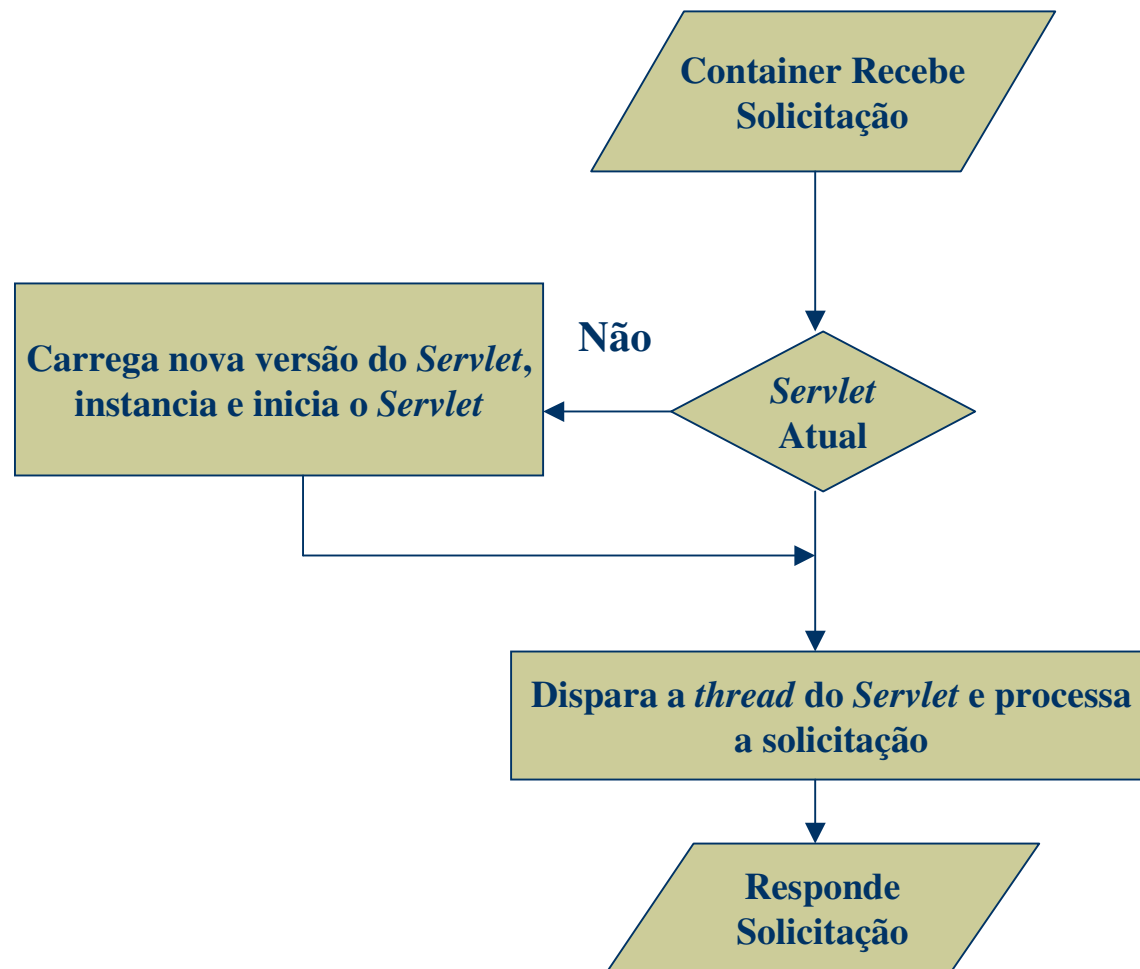 Container Recebe
Solicitação
Não
Carrega nova versão do Servlet,
instancia e inicia o Servlet
Servlet
Atual
Dispara a thread do Servlet e processa
a solicitação
Responde
Solicitação